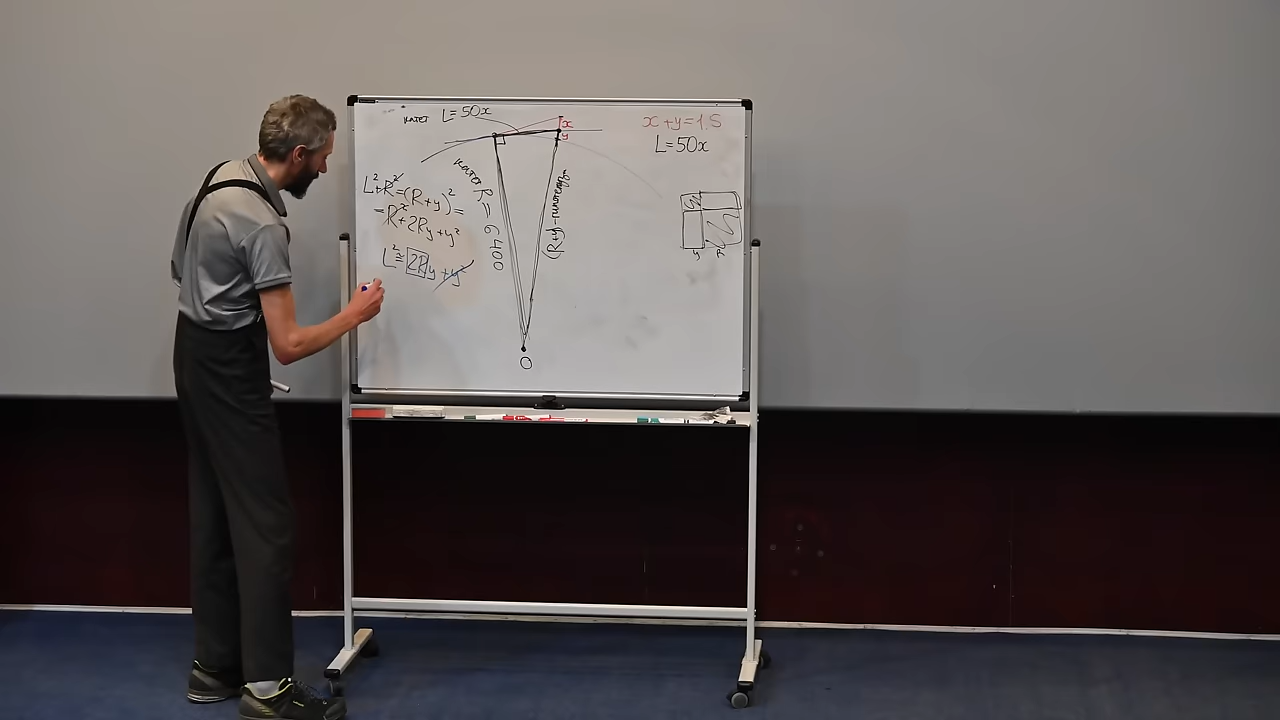 катет L=50x
x
y
x+y=1.5
L=50x
L²+R²=(R+y)²=
=R²+2Ry+y²
L²≅2Ry+y²
катет R=6400
(R+y)-гипотенуза
y R
O